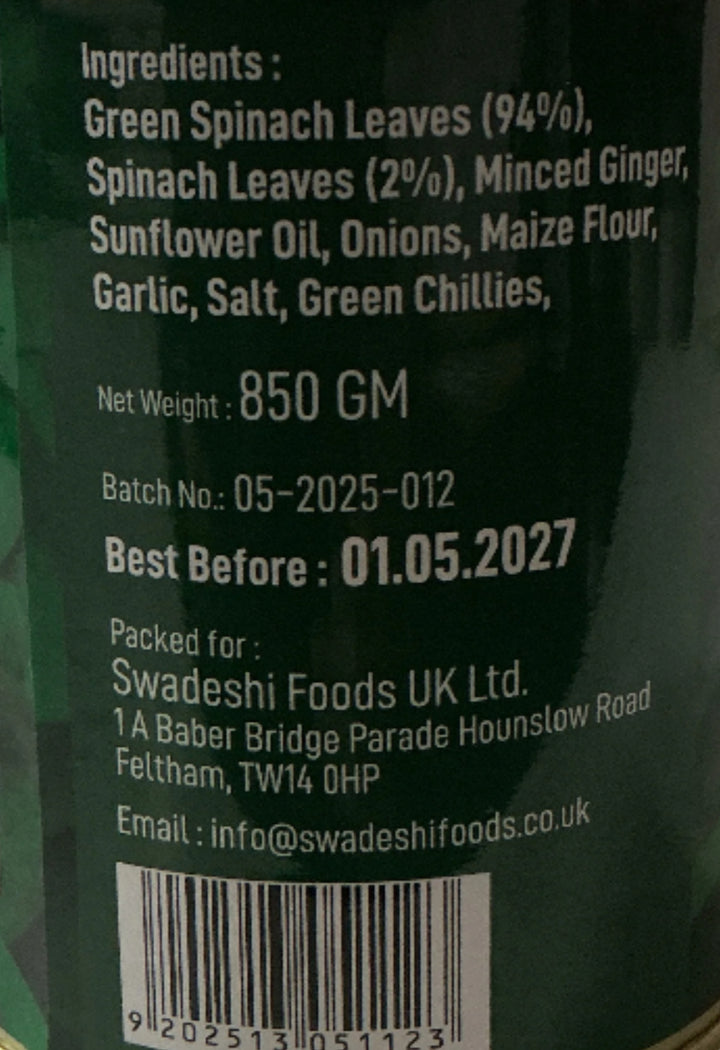 Ingredients :
Green Spinach Leaves (94%),
Spinach Leaves (2%), Minced Ginger,
Sunflower Oil, Onions, Maize Flour,
Garlic, Salt, Green Chillies,
Net Weight : 850 GM
Batch No.: 05-2025-012
Best Before : 01.05.2027
Packed for :
Swadeshi Foods UK Ltd.
1 A Baber Bridge Parade Hounslow Road
Feltham, TW14 0HP
Email : info@swadeshifoods.co.uk
9 202513 051123